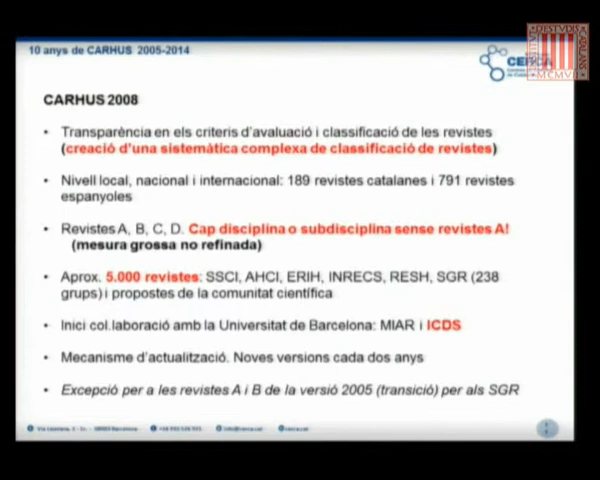 10 anys de CARHUS 2005-2014
CARHUS 2008
• Transparència en els criteris d'avaluació i classificació de les revistes
(creació d'una sistemàtica complexa de classificació de revistes)
• Nivell local, nacional i internacional: 189 revistes catalanes i 791 revistes
espanyoles
• Revistes A, B, C, D. Cap disciplina o subdisciplina sense revistes A!
(mesura grossa no refinada)
• Aprox. 5.000 revistes: SSCI, AHCI, ERIH, INRECS, RESH, SGR (238
grups) i propostes de la comunitat científica
• Inici col.laboració amb la Universitat de Barcelona: MIAR i ICDS
• Mecanisme d'actualització. Noves versions cada dos anys
• Excepció per a les revistes A i B de la versió 2005 (transició) per als SGR
MCMVII